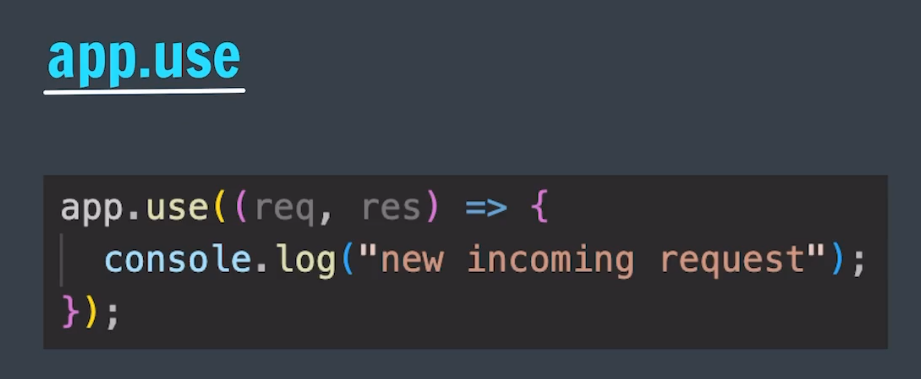 app.use
app.use((req, res) => {
  console.log("new incoming request");
});